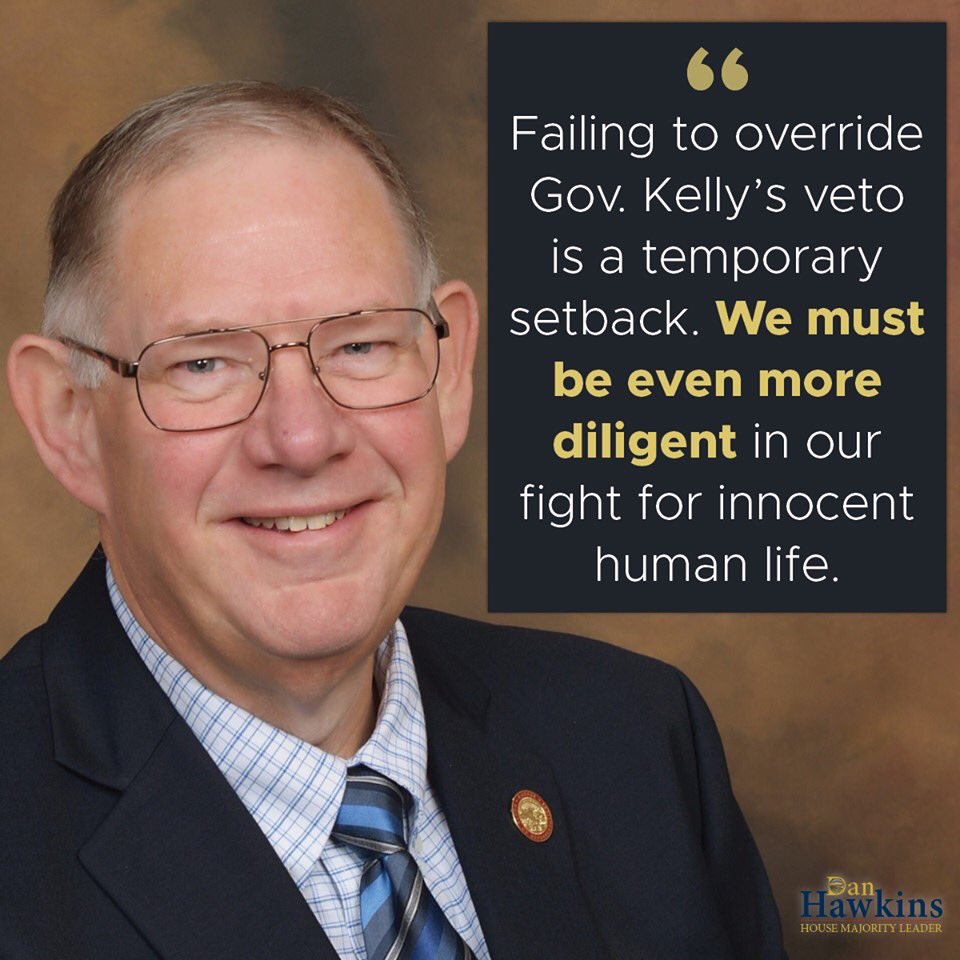 “
Failing to override
Gov. Kelly’s veto
is a temporary
setback. We must
be even more
diligent in our
fight for innocent
human life.
Dan
Hawkins
HOUSE MAJORITY LEADER